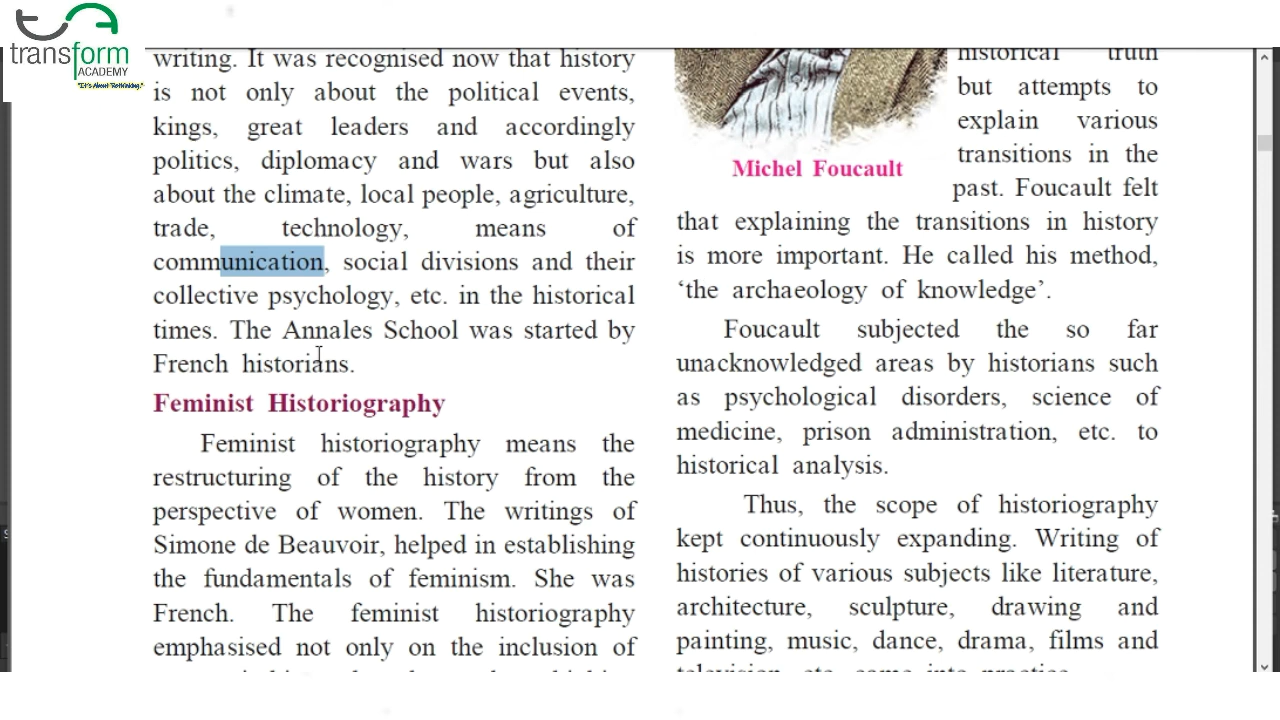 transform
ACADEMY
"It's About Rethinking."
writing. It was recognised now that history
is not only about the political events,
kings, great leaders and accordingly
politics, diplomacy and wars but also
about the climate, local people, agriculture,
trade, technology, means of
communication, social divisions and their
collective psychology, etc. in the historical
times. The Annales School was started by
French historians.
Feminist Historiography
Feminist historiography means the
restructuring of the history from the
perspective of women. The writings of
Simone de Beauvoir, helped in establishing
the fundamentals of feminism. She was
French. The feminist historiography
emphasised not only on the inclusion of
historical truth
but attempts to
explain various
transitions in the
past. Foucault felt
Michel Foucault
that explaining the transitions in history
is more important. He called his method,
‘the archaeology of knowledge’.
Foucault subjected the so far
unacknowledged areas by historians such
as psychological disorders, science of
medicine, prison administration, etc. to
historical analysis.
Thus, the scope of historiography
kept continuously expanding. Writing of
histories of various subjects like literature,
architecture, sculpture, drawing and
painting, music, dance, drama, films and
television, etc. came into practice.